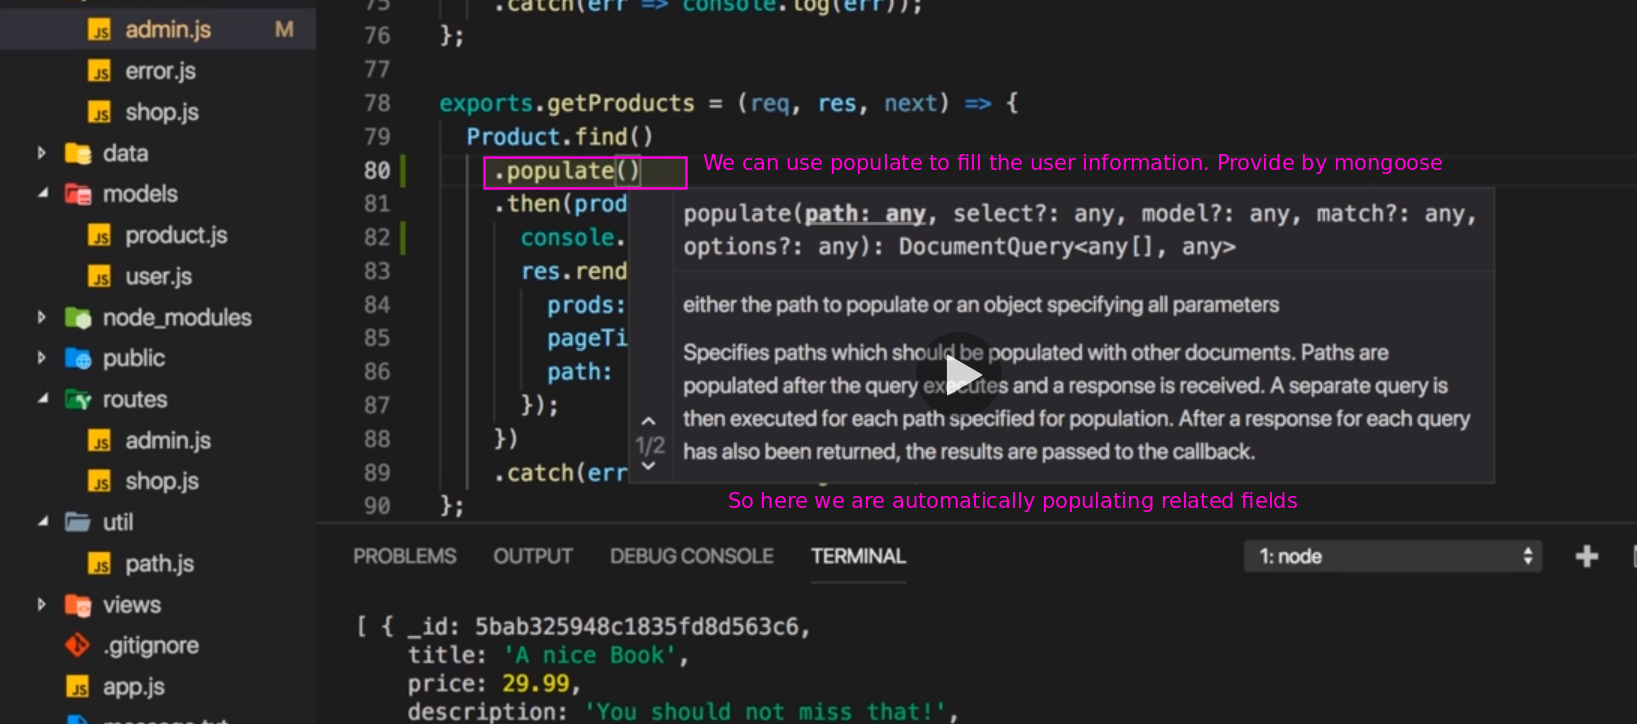 admin.js M
error.js
shop.js
data
models
product.js
user.js
node_modules
public
routes
admin.js
shop.js
util
path.js
views
.gitignore
app.js
75 .catch(err => console.log(err));
76 };
77
78 exports.getProducts = (req, res, next) => {
79 Product.find()
80 .populate() We can use populate to fill the user information. Provide by mongoose
81 .then(prod
82 console.
83 res.rend
84 prods:
85 pageTi
86 path:
87 });
88 })
89 .catch(err
90 };
populate(path: any, select?: any, model?: any, match?: any,
options?: any): DocumentQuery<any[], any>
either the path to populate or an object specifying all parameters
Specifies paths which should be populated with other documents. Paths are
populated after the query executes and a response is received. A separate query is
then executed for each path specified for population. After a response for each query
has also been returned, the results are passed to the callback.
1/2
So here we are automatically populating related fields
PROBLEMS OUTPUT DEBUG CONSOLE TERMINAL 1: node
[ { _id: 5bab325948c1835fd8d563c6,
title: 'A nice Book',
price: 29.99,
description: 'You should not miss that!',